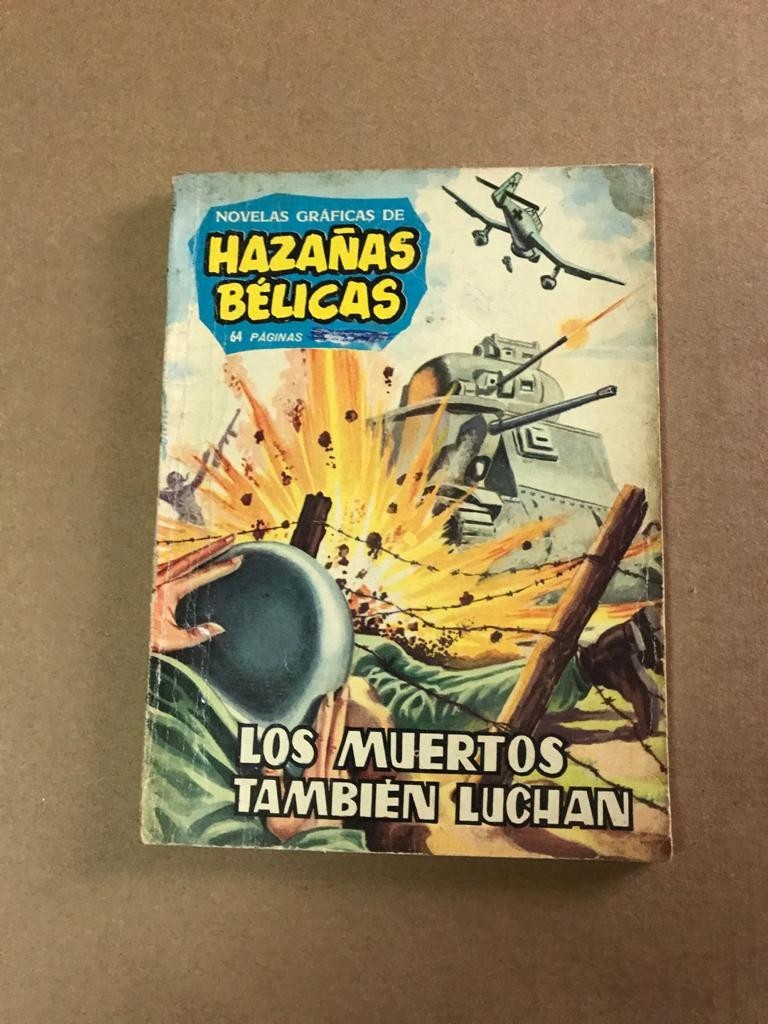 NOVELAS GRÁFICAS DE
HAZAÑAS
BÉLICAS
64 PÁGINAS
LOS MUERTOS
TAMBIÉN LUCHAN